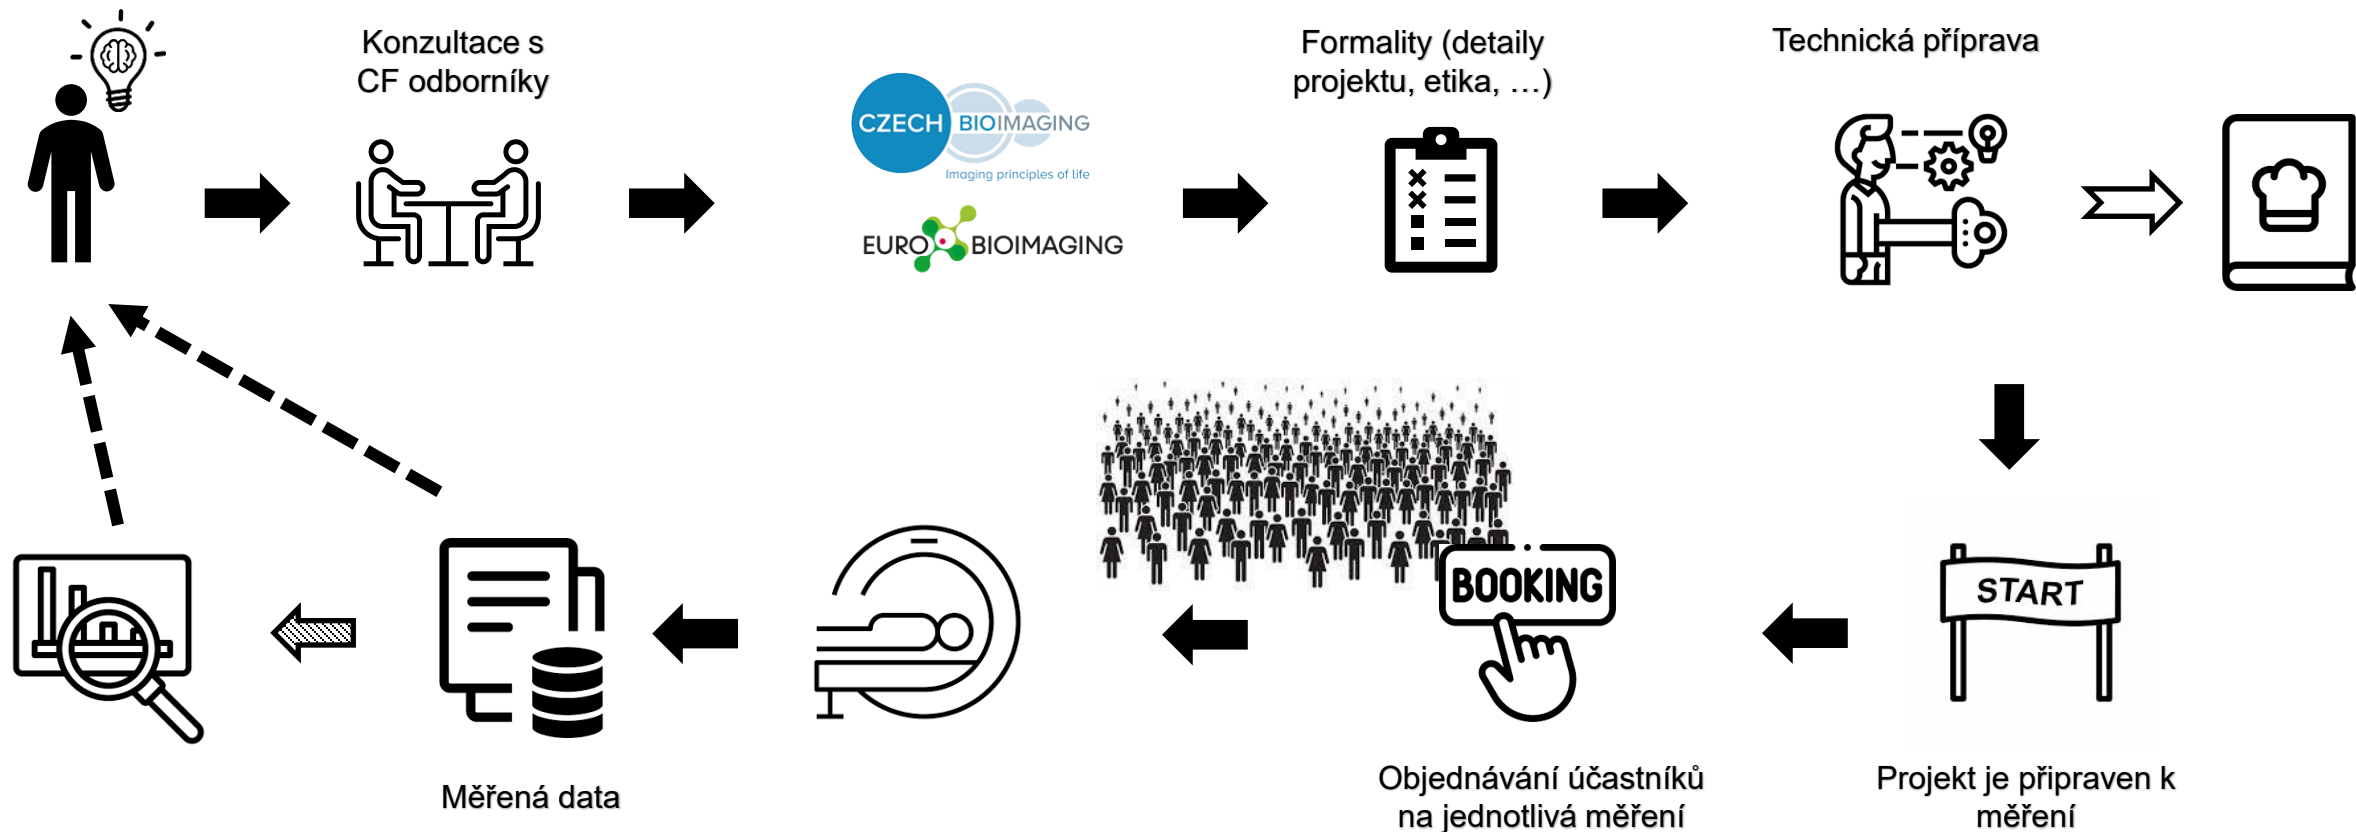 Konzultace s
CF odborníky
CZECH BIOIMAGING
Imaging principles of life
EURO BIOIMAGING
Formality (detaily
projektu, etika, …)
Technická příprava
START
BOOKING
Měřená data
Objednávání účastníků
na jednotlivá měření
Projekt je připraven k
měření